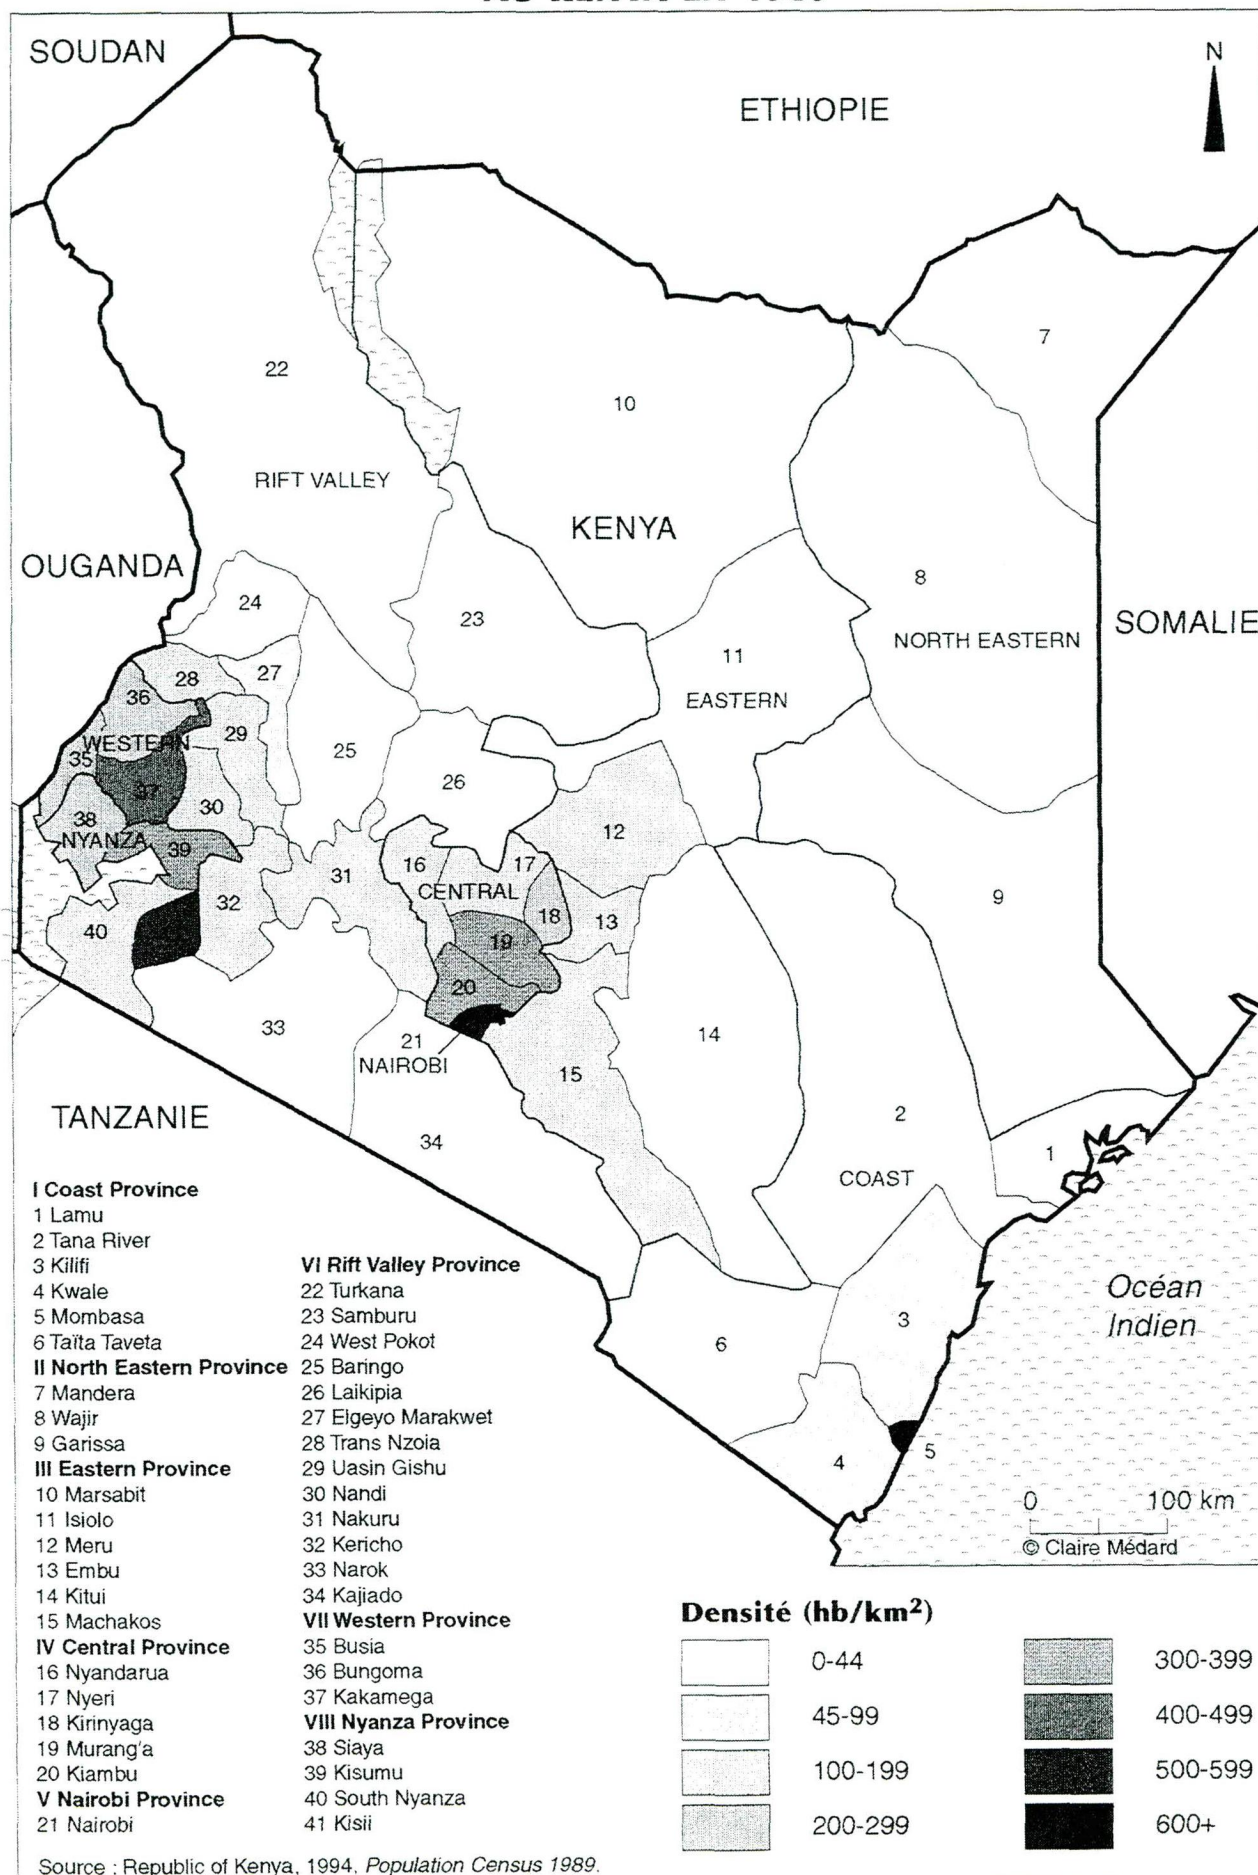 SOUDAN
ETHIOPIE
N
7
22
10
RIFT VALLEY
KENYA
OUGANDA
8
24
23
SOMALIE
NORTH EASTERN
11
27
28
36
EASTERN
29
WESTERN
25
35
26
37
30
38
12
NYANZA
39
16
17
31
CENTRAL
9
32
18
13
40
19
20
33
14
21
NAIROBI
15
TANZANIE
2
34
1
COAST
I Coast Province
1 Lamu
2 Tana River
3 Kilifi
4 Kwale
5 Mombasa
6 Taïta Taveta
II North Eastern Province
7 Mandera
8 Wajir
9 Garissa
III Eastern Province
10 Marsabit
11 Isiolo
12 Meru
13 Embu
14 Kitui
15 Machakos
IV Central Province
16 Nyandarua
17 Nyeri
18 Kirinyaga
19 Murang'a
20 Kiambu
V Nairobi Province
21 Nairobi
VI Rift Valley Province
22 Turkana
23 Samburu
24 West Pokot
25 Baringo
26 Laikipia
27 Elgeyo Marakwet
28 Trans Nzoia
29 Uasin Gishu
30 Nandi
31 Nakuru
32 Kericho
33 Narok
34 Kajiado
VII Western Province
35 Busia
36 Bungoma
37 Kakamega
VIII Nyanza Province
38 Siaya
39 Kisumu
40 South Nyanza
41 Kisii
Océan
Indien
3
6
4
5
0 100 km
© Claire Médard
Densité (hb/km²)
0-44
45-99
100-199
200-299
300-399
400-499
500-599
600+
Source : Republic of Kenya, 1994, Population Census 1989.